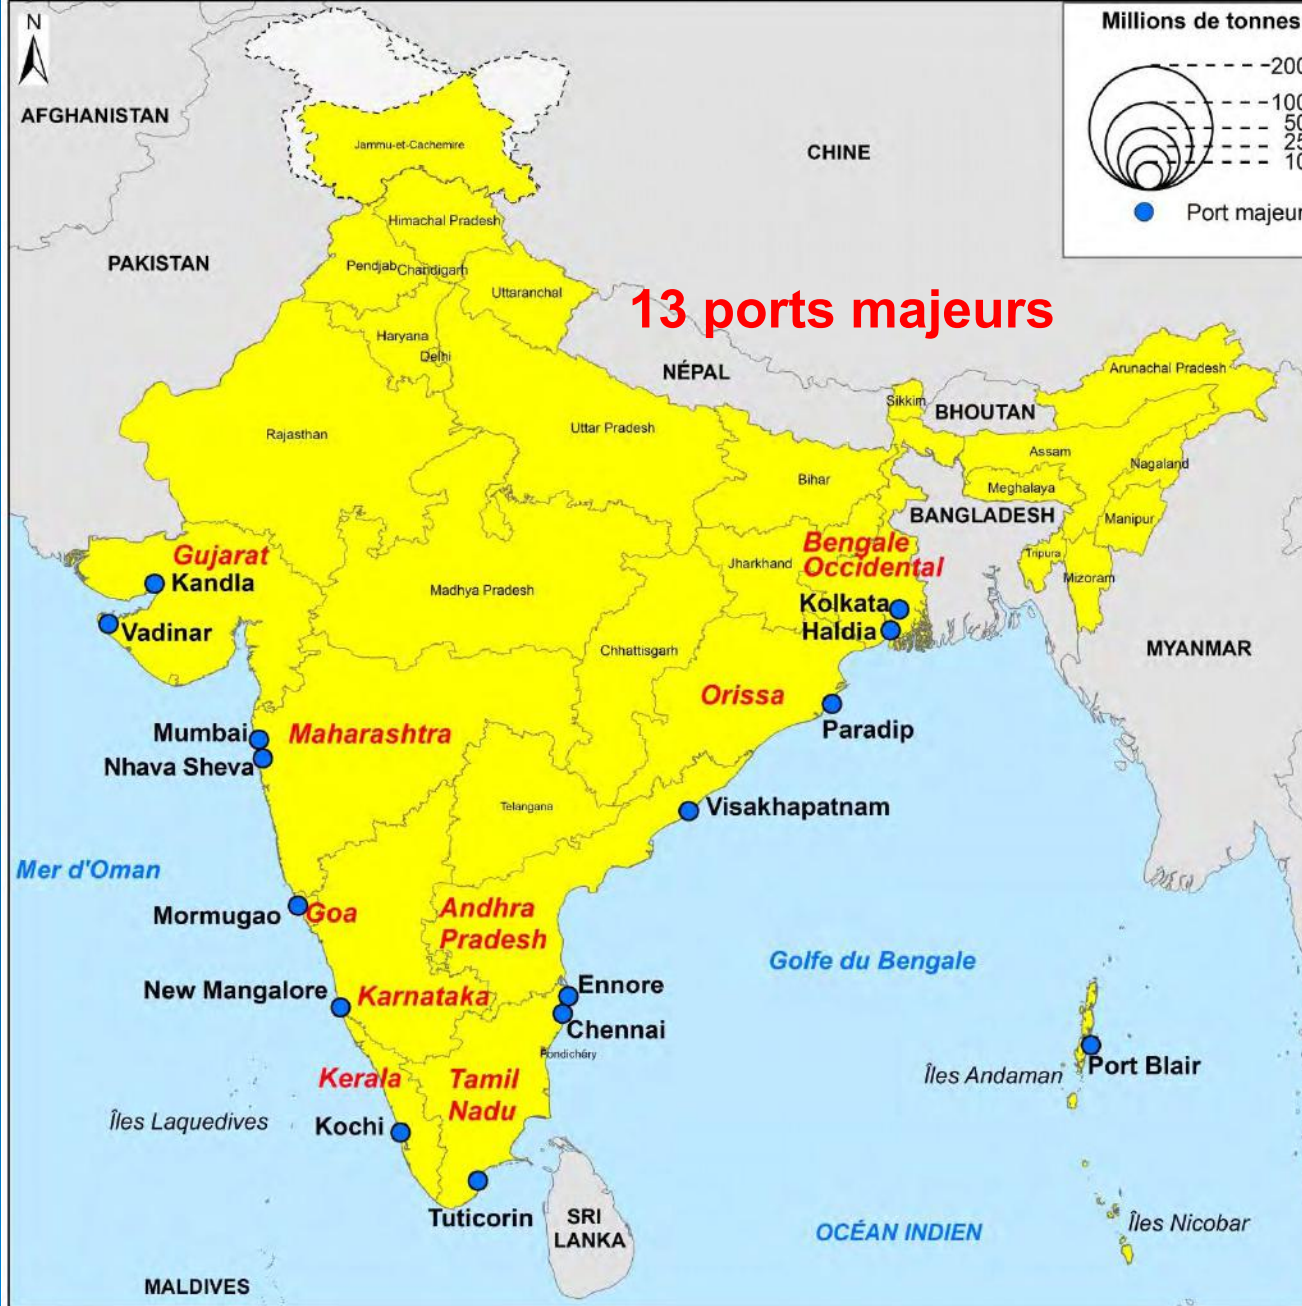 N
Millions de tonnes
200
100
50
25
10
Port majeur
AFGHANISTAN
CHINE
Jammu-et-Cachemire
Himachal Pradesh
PAKISTAN
Pendjab
Chandigarh
Uttaranchal
13 ports majeurs
Haryana
Delhi
NÉPAL
Arunachal Pradesh
Sikkim
BHOUTAN
Rajasthan
Uttar Pradesh
Assam
Nagaland
Bihar
Meghalaya
BANGLADESH
Manipur
Gujarat
Kandla
Bengale
Occidental
Jharkhand
Tripura
Mizoram
Madhya Pradesh
Kolkata
Haldia
Vadinar
Chhattisgarh
MYANMAR
Orissa
Paradip
Mumbai
Maharashtra
Nhava Sheva
Telangana
Visakhapatnam
Mer d'Oman
Mormugao
Goa
Andhra
Pradesh
Golfe du Bengale
New Mangalore
Karnataka
Ennore
Chennai
Pondichéry
Port Blair
Îles Andaman
Kerala
Tamil
Nadu
Îles Laquedives
Kochi
Tuticorin
SRI
LANKA
OCÉAN INDIEN
Îles Nicobar
MALDIVES